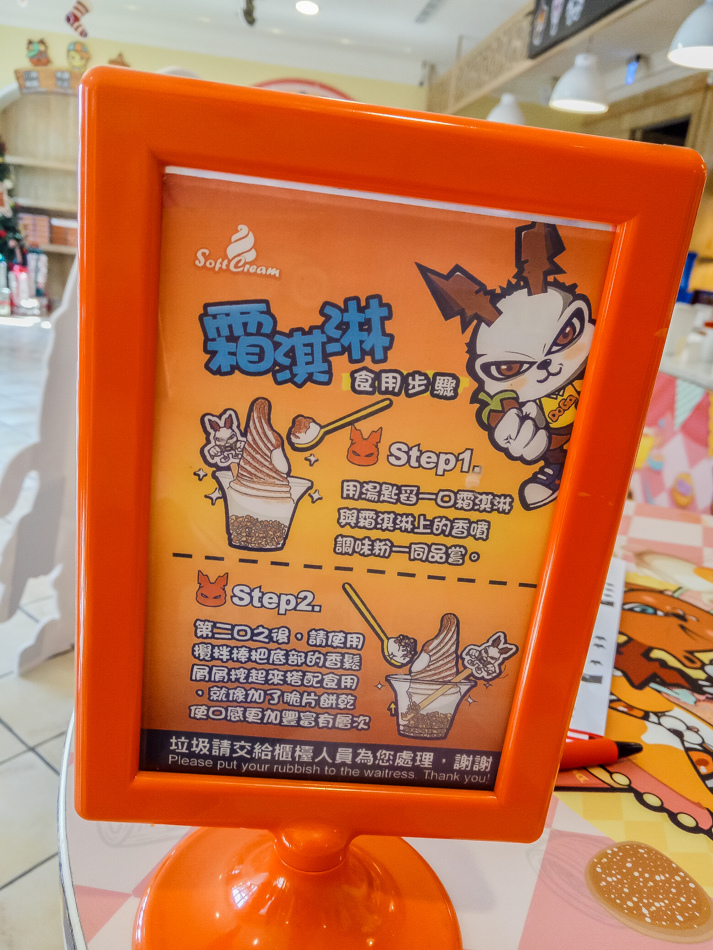 Soft Cream
霜淇淋
食用步驟
DoGa
Step1.
用湯匙舀一口霜淇淋
與霜淇淋上的香噴
調味粉一同品嘗。
Step2.
第二口之後，請使用
攪拌棒把底部的香鬆
屑屑挖起來搭配食用
，就像加了脆片餅乾
使口感更加豐富有層次
垃圾請交給櫃檯人員為您處理，謝謝
Please put your rubbish to the waitress. Thank you!